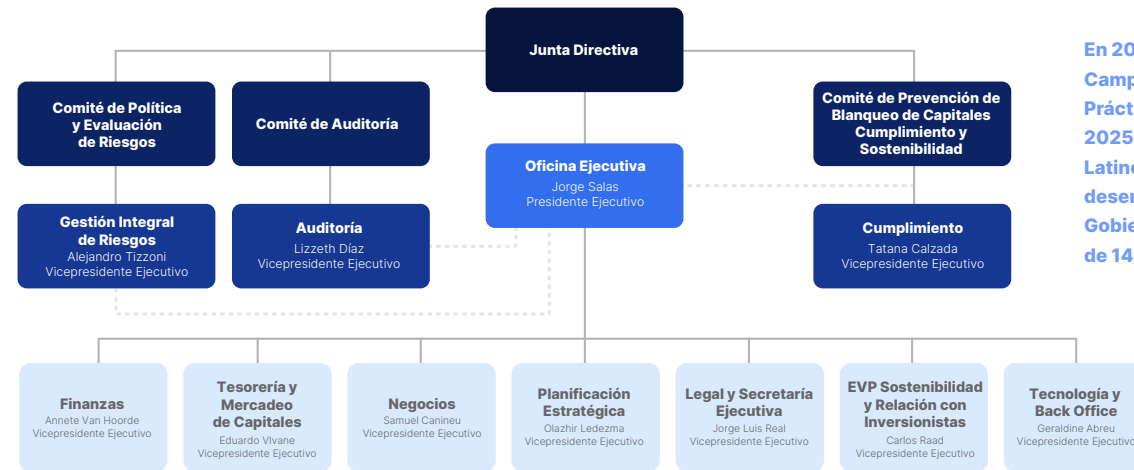 Junta Directiva
Comité de Política
y Evaluación
de Riesgos
Comité de Auditoría
Comité de Prevención de
Blanqueo de Capitales
Cumplimiento y
Sostenibilidad
Oficina Ejecutiva
Jorge Salas
Presidente Ejecutivo
Gestión Integral
de Riesgos
Alejandro Tizzoni
Vicepresidente Ejecutivo
Auditoría
Lizzeth Díaz
Vicepresidente Ejecutivo
Cumplimiento
Tatana Calzada
Vicepresidente Ejecutivo
Finanzas
Annete Van Hoorde
Vicepresidente Ejecutivo
Tesorería y
Mercadeo
de Capitales
Eduardo VIvane
Vicepresidente Ejecutivo
Negocios
Samuel Canineu
Vicepresidente Ejecutivo
Planificación
Estratégica
Olazhir Ledezma
Vicepresidente Ejecutivo
Legal y Secretaría
Ejecutiva
Jorge Luis Real
Vicepresidente Ejecutivo
EVP Sostenibilidad
y Relación con
Inversionistas
Carlos Raad
Vicepresidente Ejecutivo
Tecnología y
Back Office
Geraldine Abreu
Vicepresidente Ejecutivo
En 20
Camp
Práct
2025
Latino
deser
Gobie
de 14